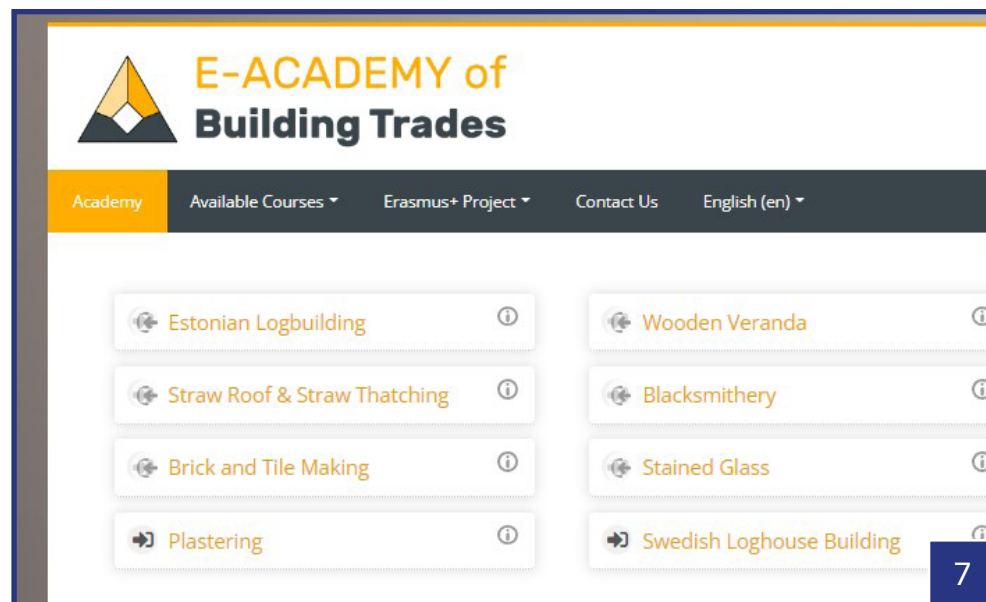 E-ACADEMY of
Building Trades
Academy Available Courses Erasmus+ Project Contact Us English (en)
Estonian Logbuilding
Wooden Veranda
Straw Roof & Straw Thatching
Blacksmithery
Brick and Tile Making
Stained Glass
Plastering
Swedish Loghouse Building
7